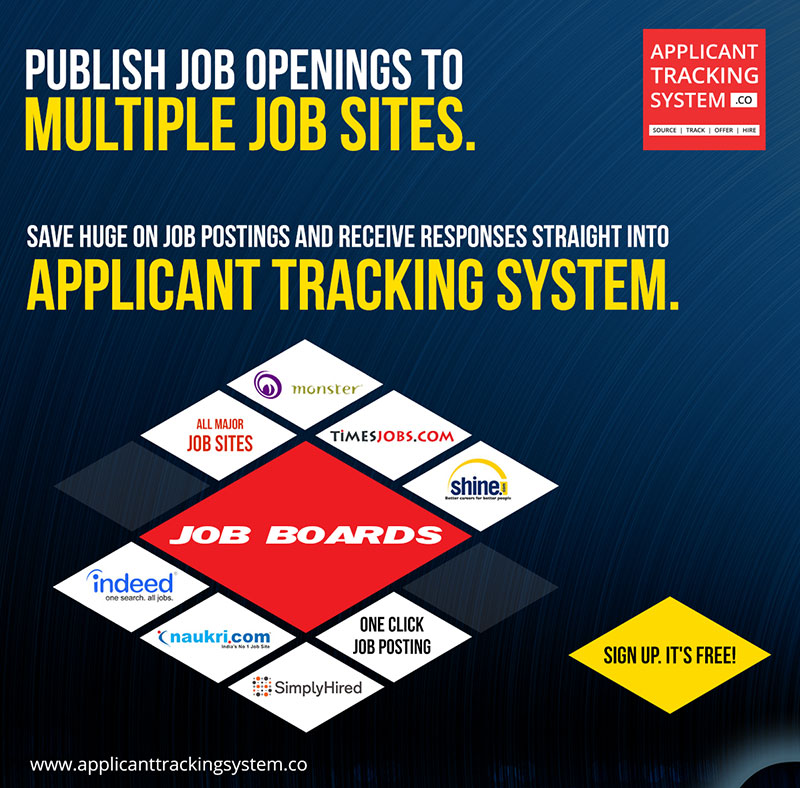 PUBLISH JOB OPENINGS TO
MULTIPLE JOB SITES.
APPLICANT
TRACKING
SYSTEM .CO
SOURCE | TRACK | OFFER | HIRE
SAVE HUGE ON JOB POSTINGS AND RECEIVE RESPONSES STRAIGHT INTO
APPLICANT TRACKING SYSTEM.
monster
ALL MAJOR
JOB SITES
TIMESJOBS.COM
shine.com
Better careers for better people
JOB BOARDS
indeed
one search. all jobs.
naukri.com
India's No 1 Job Site
ONE CLICK
JOB POSTING
SimplyHired
SIGN UP. IT'S FREE!
www.applicanttrackingsystem.co